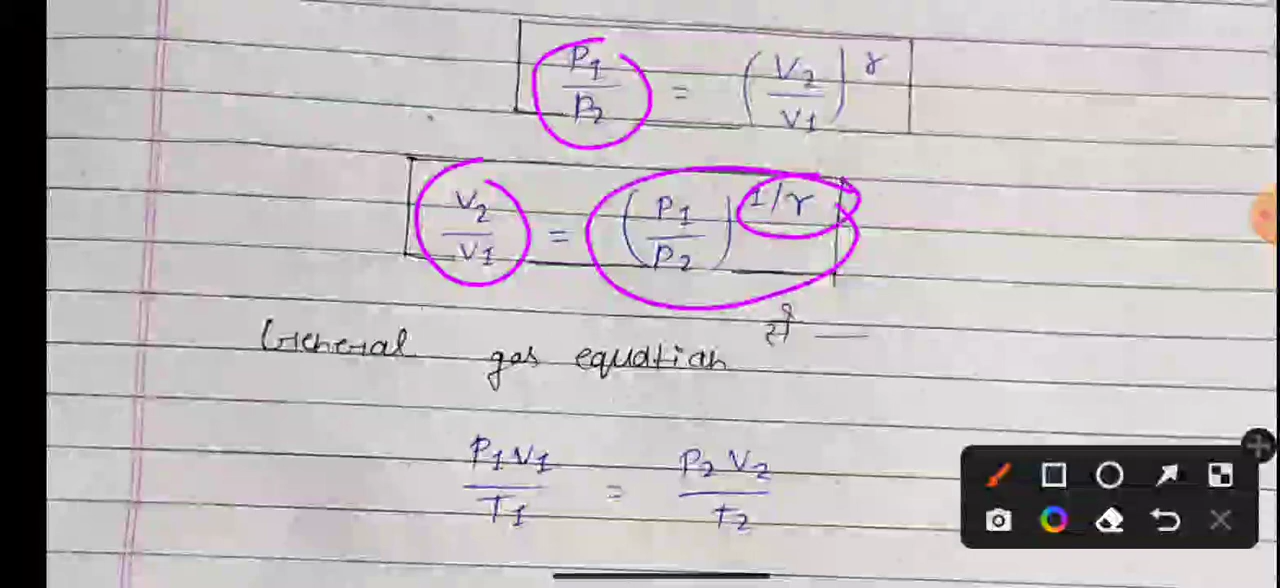 P1/P2 = (V2/V1)^γ
V2/V1 = (P1/P2)^1/γ
General gas equation से —
P1V1/T1 = P2V2/T2